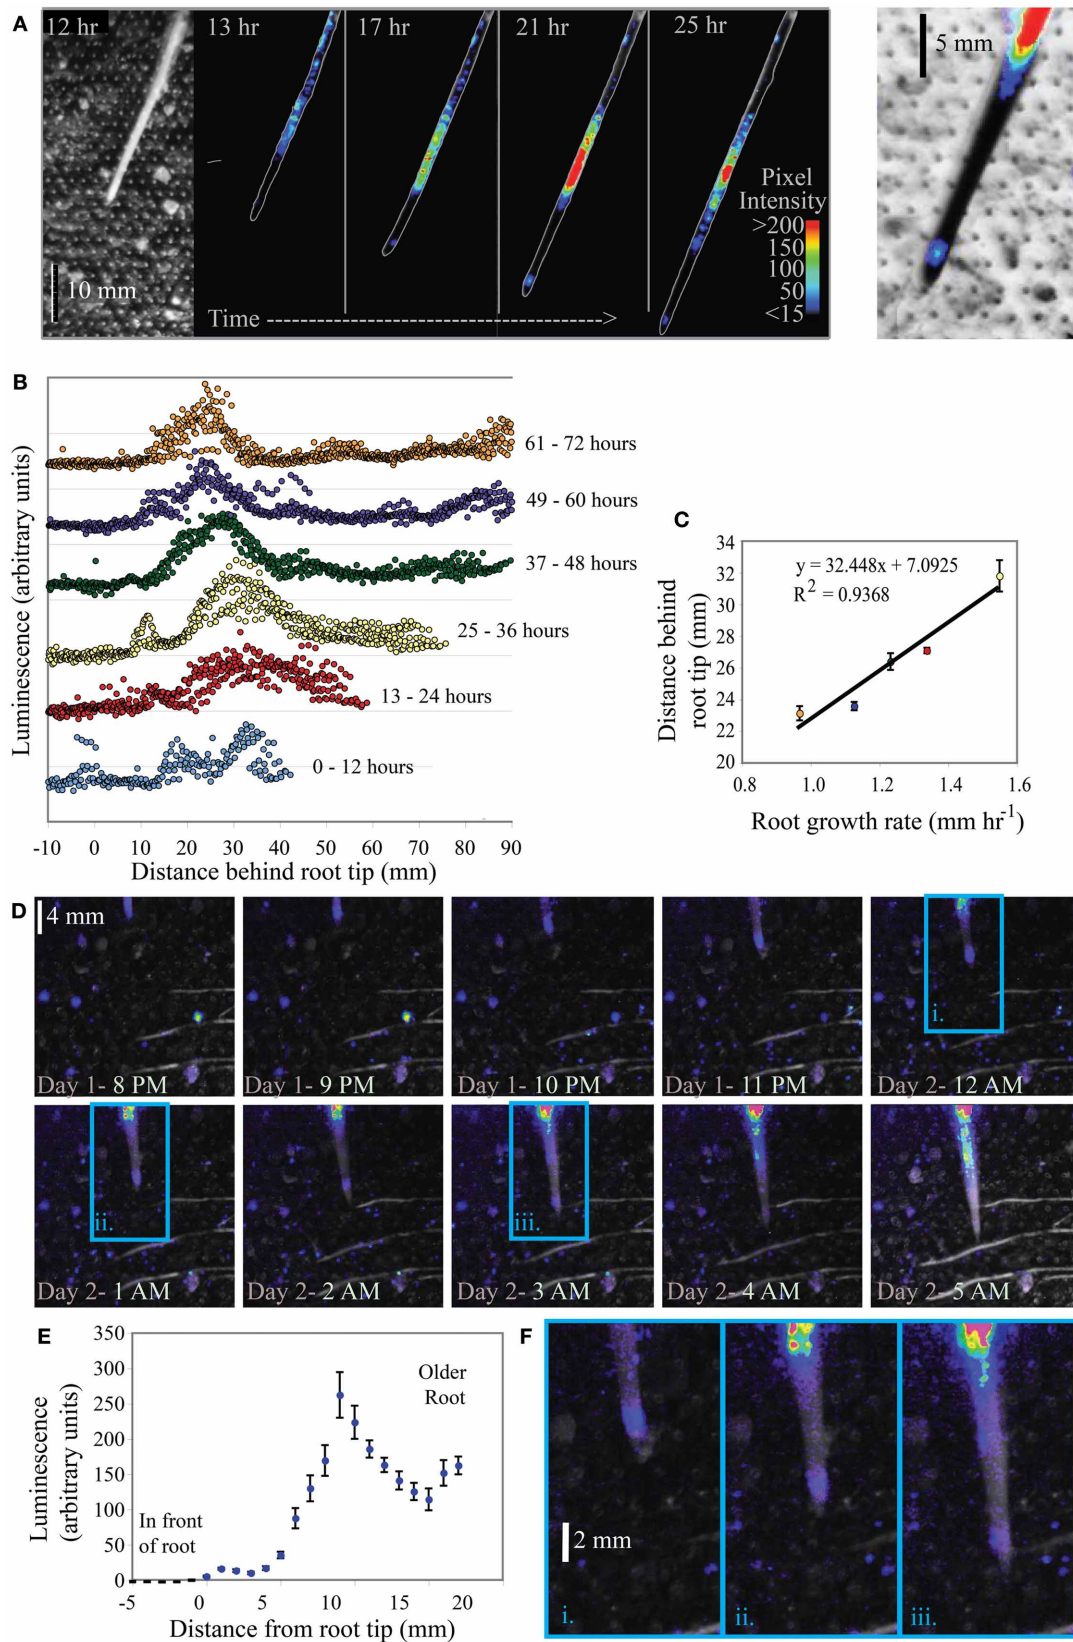 A
12 hr
13 hr
17 hr
21 hr
25 hr
10 mm
Time
Pixel
Intensity
>200
150
100
50
<15
5 mm
B
Luminescence (arbitrary units)
61 - 72 hours
49 - 60 hours
37 - 48 hours
25 - 36 hours
13 - 24 hours
0 - 12 hours
-10 0 10 20 30 40 50 60 70 80 90
Distance behind root tip (mm)
C
Distance behind
root tip (mm)
34
32
30
28
26
24
22
20
y = 32.448x + 7.0925
R² = 0.9368
0.8 1.0 1.2 1.4 1.6
Root growth rate (mm hr⁻¹)
D
4 mm
Day 1- 8 PM
Day 1- 9 PM
Day 1- 10 PM
Day 1- 11 PM
i.
Day 2- 12 AM
ii.
Day 2- 1 AM
Day 2- 2 AM
iii.
Day 2- 3 AM
Day 2- 4 AM
Day 2- 5 AM
E
Luminescence
(arbitrary units)
350
300
250
200
150
100
50
0
Older
Root
In front
of root
-5 0 5 10 15 20
Distance from root tip (mm)
F
2 mm
i.
ii.
iii.